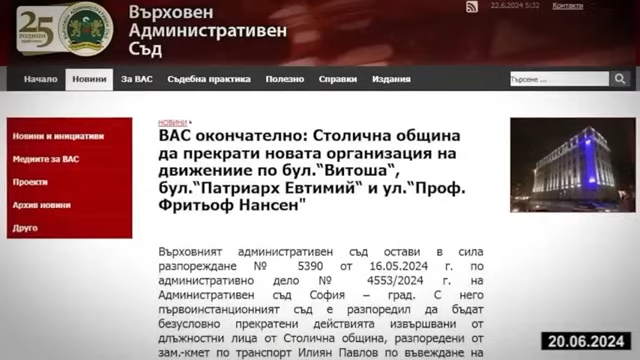 25
ГОДИНИ
Върховен
Административен
Съд
22.6.2024 5:32
Контакти
Начало Новини За ВАС Съдебна практика Полезно Справки Издания
Търсене ...
Новини и инициативи
Медиите за ВАС
Проекти
Архив новини
Друго
НОВИНИ
ВАС окончателно: Столична община
да прекрати новата организация на
движениие по бул.“Витоша“,
бул.“Патриарх Евтимий“ и ул.“Проф.
Фритьоф Нансен"
Върховният административен съд остави в сила
разпореждане № 5390 от 16.05.2024 г. по
административно дело № 4553/2024 г. на
Административен съд София – град. С него
първоинстанционният съд е разпоредил да бъдат
безусловно прекратени действията извършвани от
длъжностни лица от Столична община, разпоредени от
зам.-кмет по транспорт Илиян Павлов по въвеждане на
20.06.2024